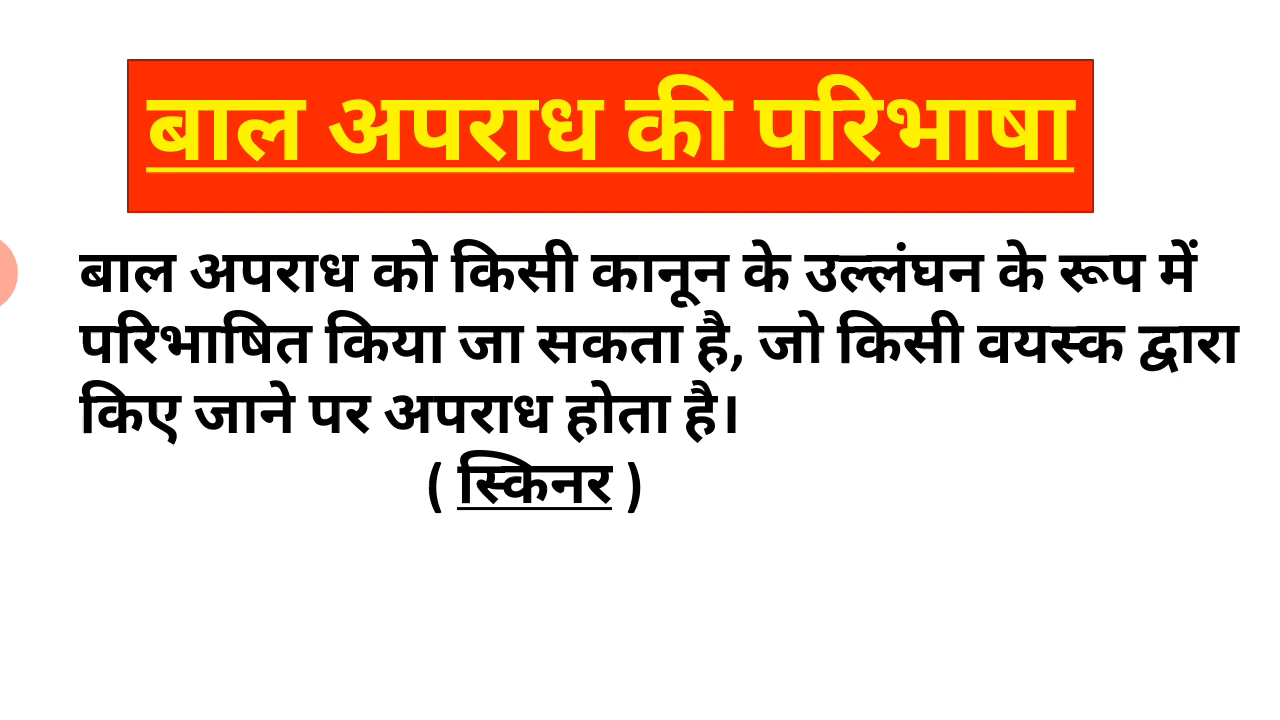 बाल अपराध की परिभाषा
बाल अपराध को किसी कानून के उल्लंघन के रूप में
परिभाषित किया जा सकता है, जो किसी वयस्क द्वारा
किए जाने पर अपराध होता है।
( स्किनर )